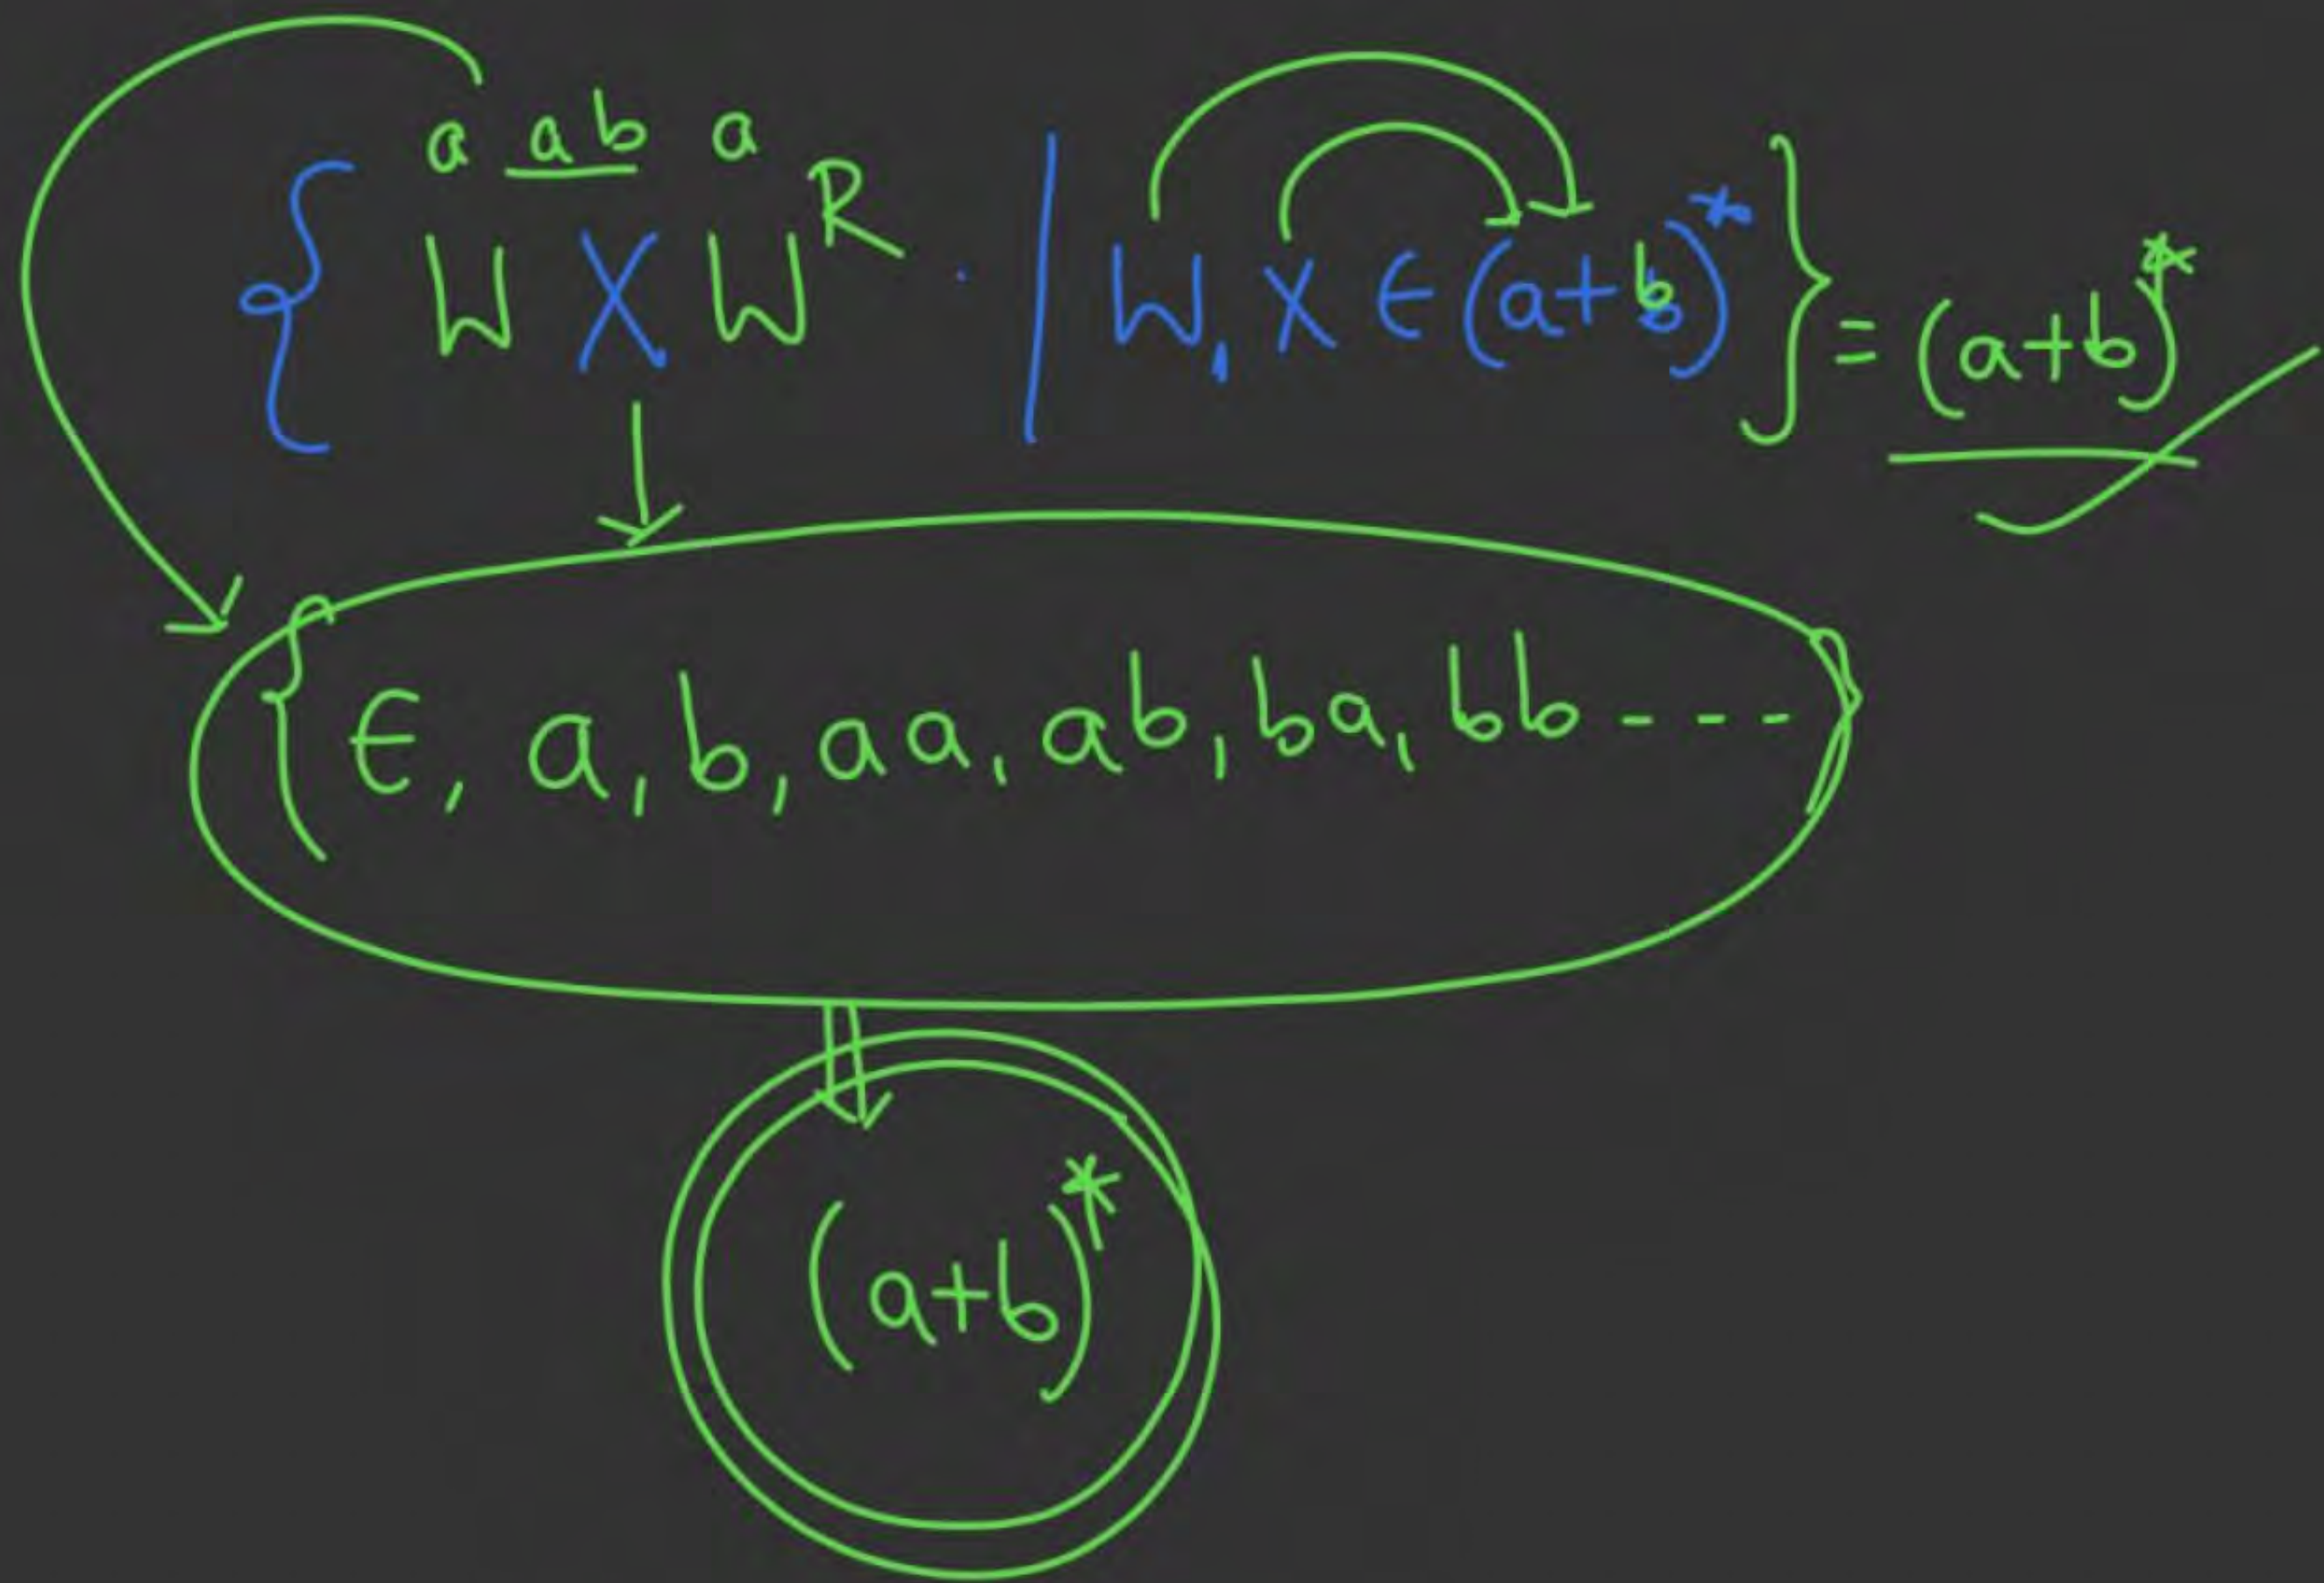 a ab a
{ W X W^R . | W, X ∈ (a+b)* } = (a+b)*
{ ϵ, a, b, aa, ab, ba, bb - - - }
(a+b)*